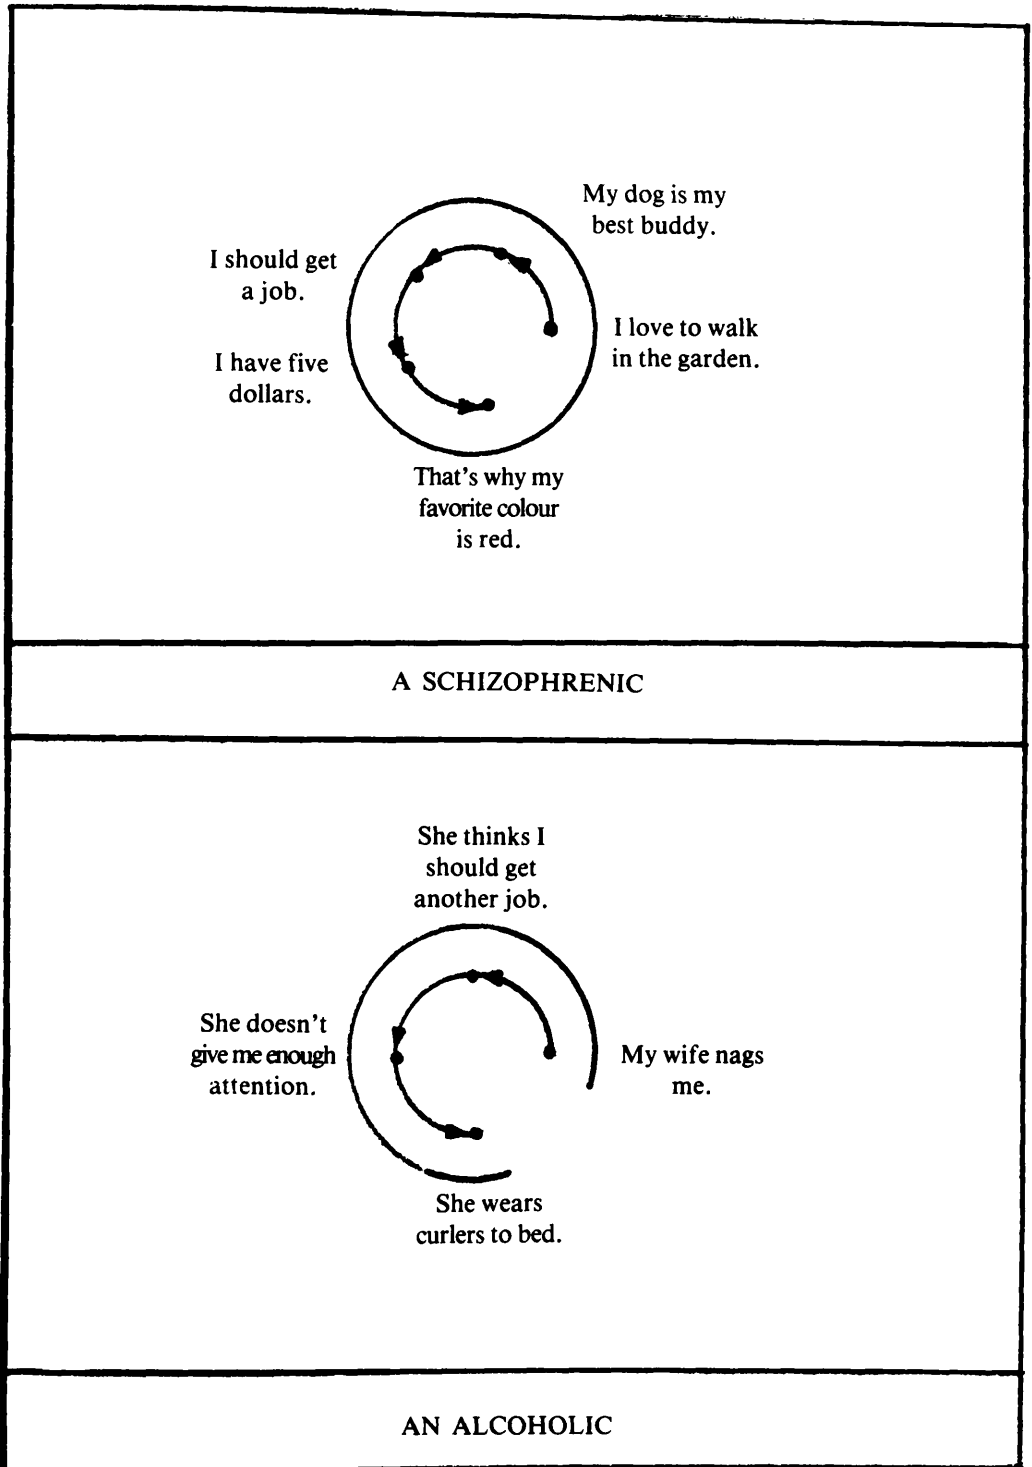 My dog is my
best buddy.
I should get
a job.
I love to walk
in the garden.
I have five
dollars.
That's why my
favorite colour
is red.
A SCHIZOPHRENIC
She thinks I
should get
another job.
She doesn't
give me enough
attention.
My wife nags
me.
She wears
curlers to bed.
AN ALCOHOLIC